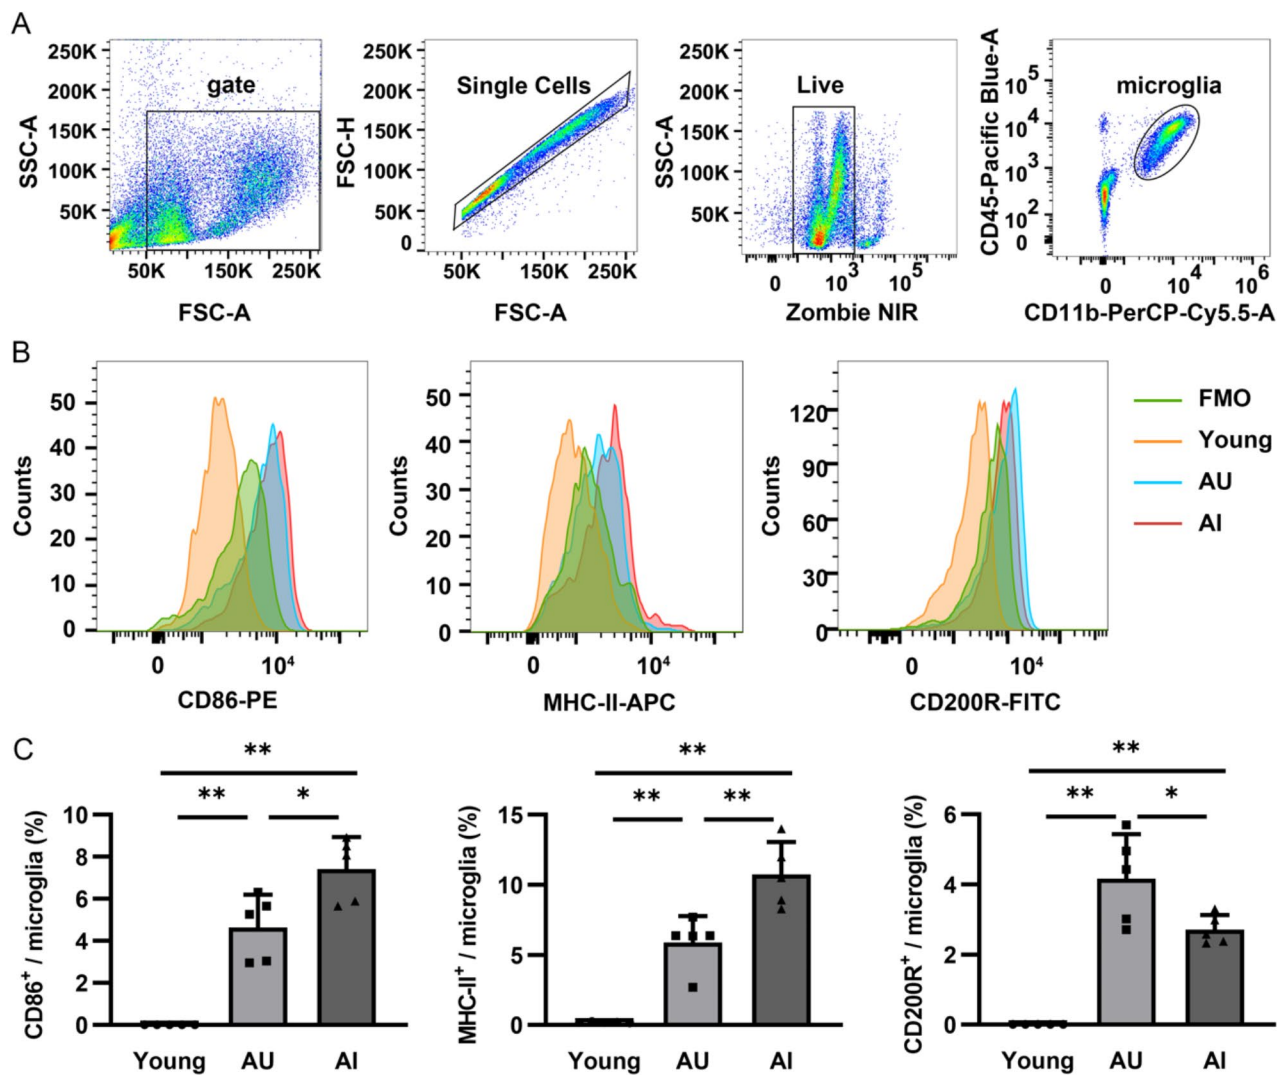 A
250K
200K
150K
100K
50K
SSC-A
gate
50K 150K 250K
FSC-A
250K
200K
150K
100K
50K
0
FSC-H
Single Cells
50K 150K 250K
FSC-A
250K
200K
150K
100K
50K
SSC-A
Live
0 10³ 10⁵
Zombie NIR
10⁵
10⁴
10³
10²
0
CD45-Pacific Blue-A
microglia
0 10⁴ 10⁶
CD11b-PerCP-Cy5.5-A
B
50
40
30
20
10
0
Counts
0 10⁴
CD86-PE
50
40
30
20
10
0
Counts
0 10⁴
MHC-II-APC
120
90
60
30
0
Counts
0 10⁴
CD200R-FITC
FMO
Young
AU
AI
C
**
** *
10
8
6
4
2
0
CD86⁺ / microglia (%)
Young AU AI
**
** **
15
10
5
0
MHC-II⁺ / microglia (%)
Young AU AI
**
** *
6
4
2
0
CD200R⁺ / microglia (%)
Young AU AI